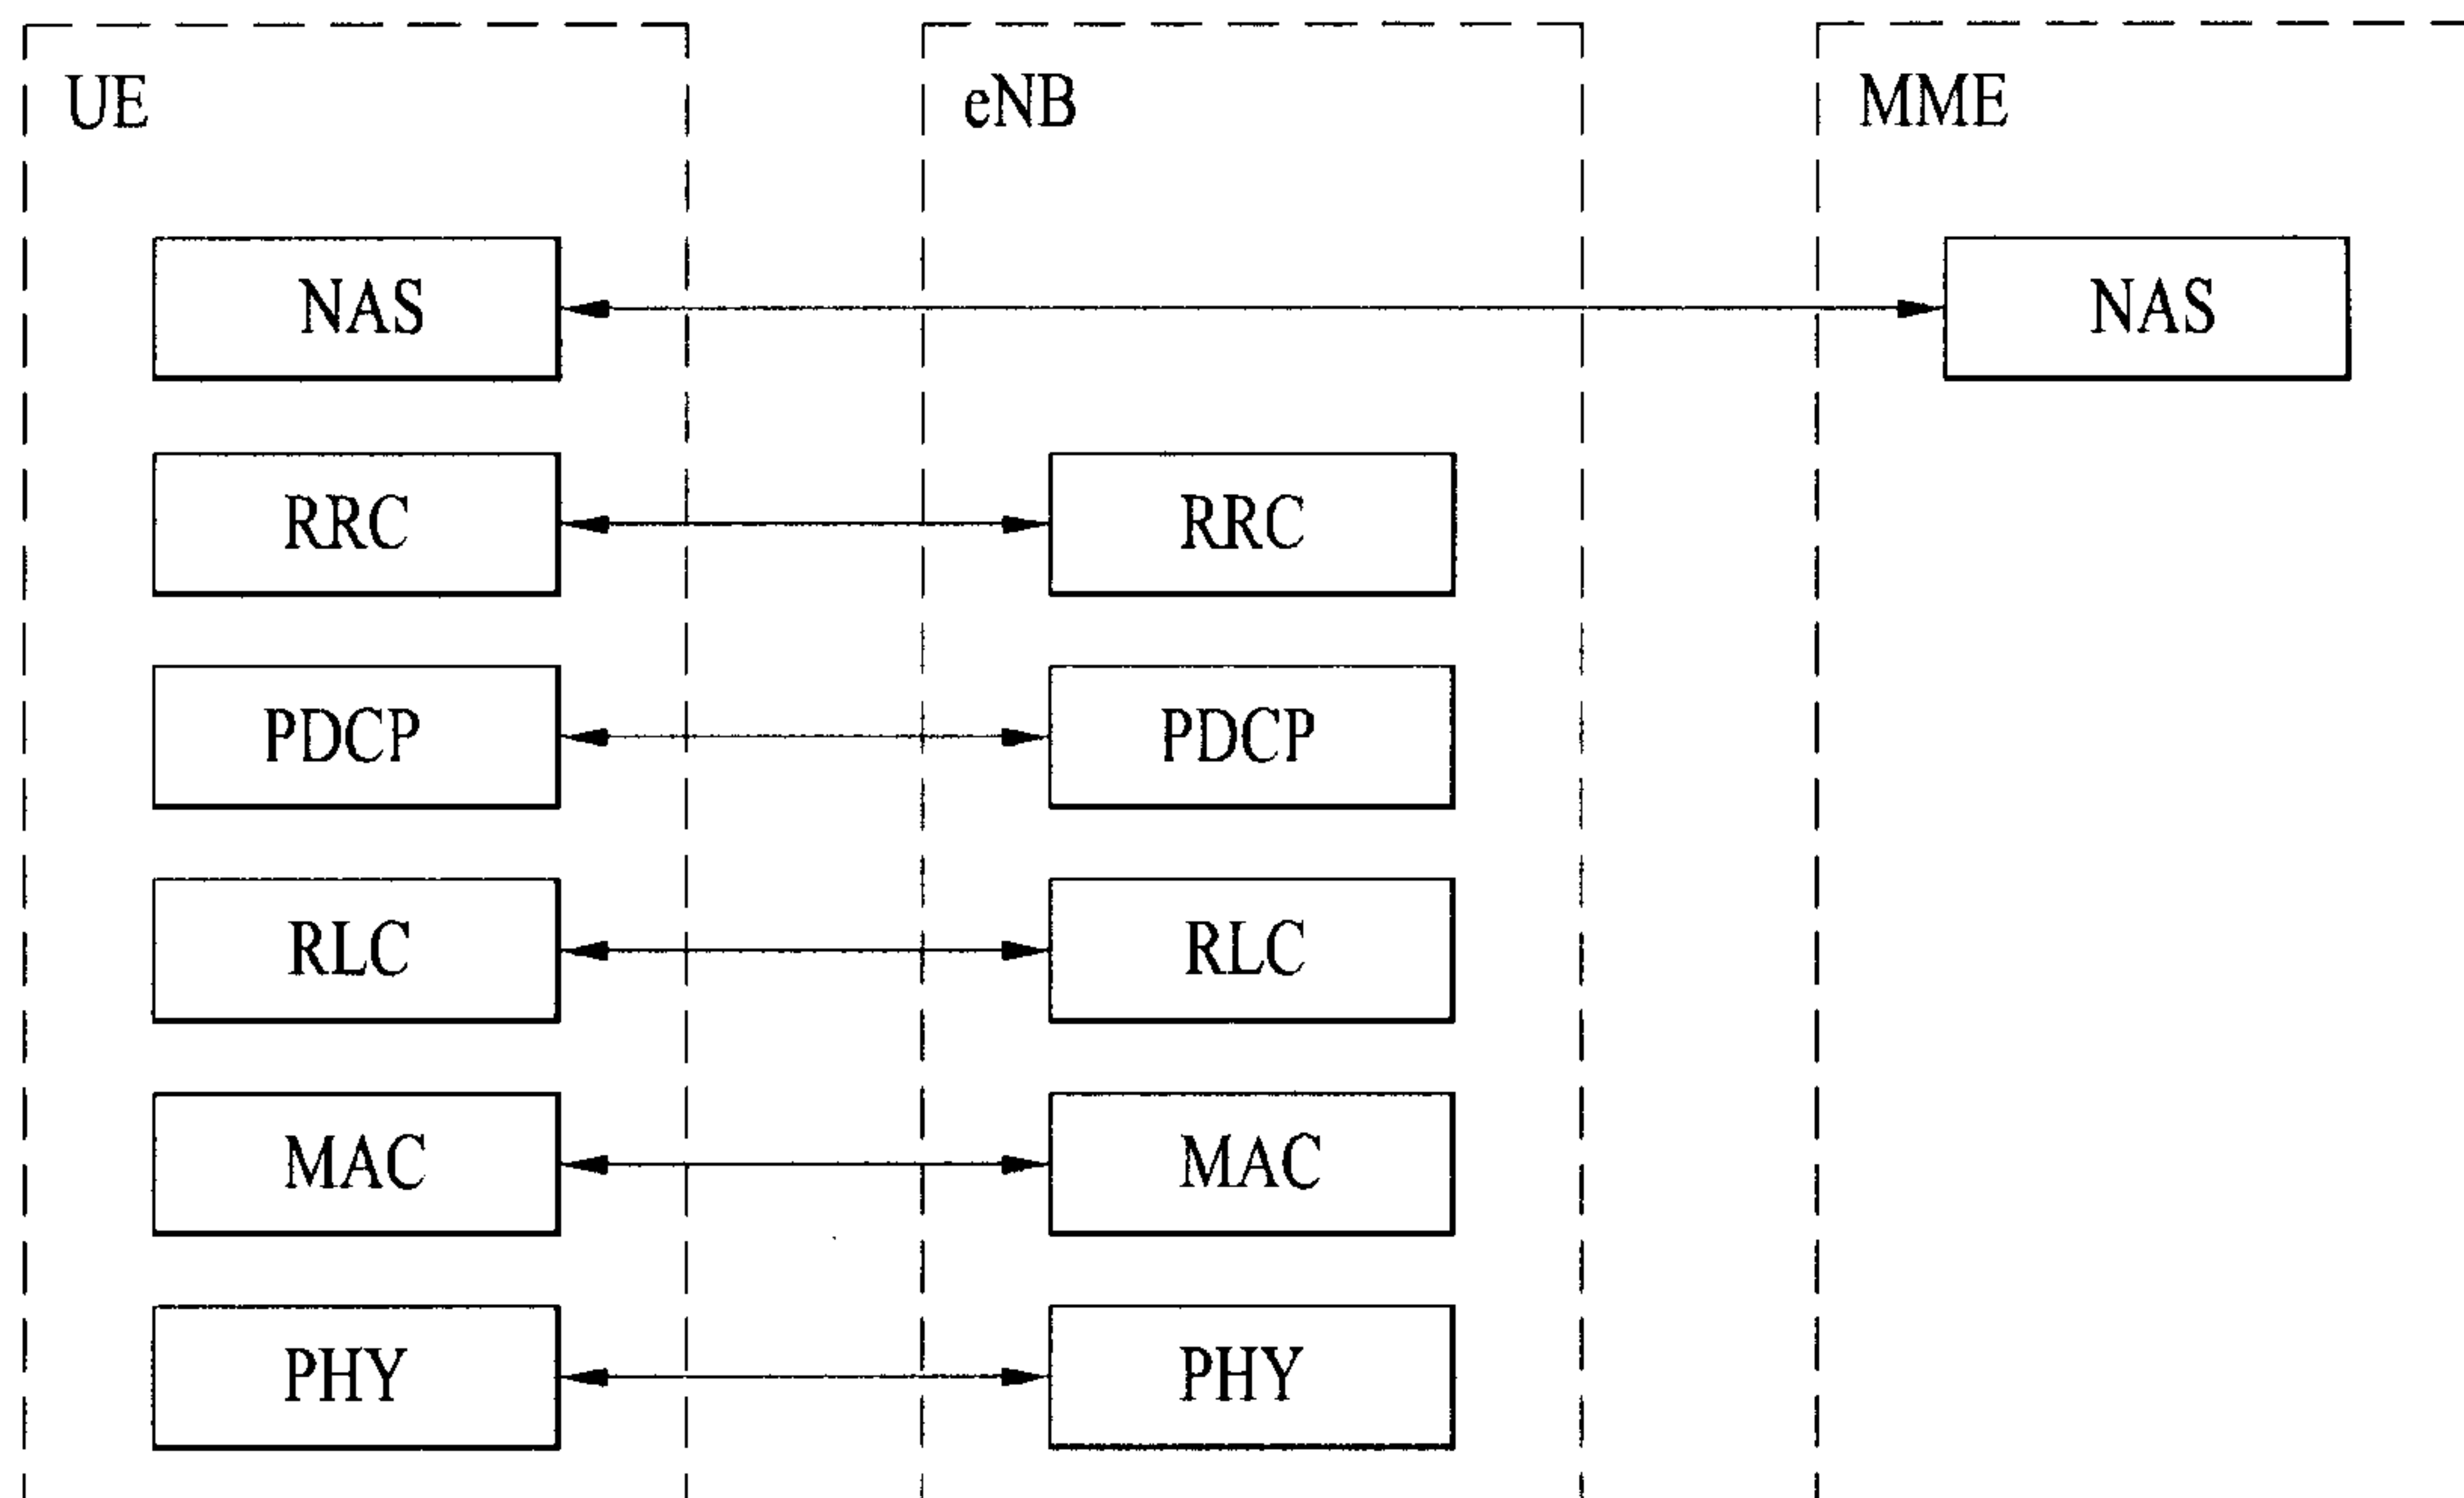 UE eNB MME
NAS NAS
RRC RRC
PDCP PDCP
RLC RLC
MAC MAC
PHY PHY